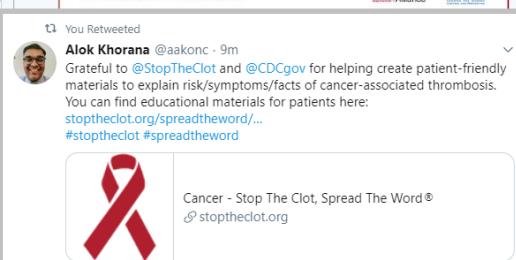 You Retweeted
Alok Khorana @aakonc · 9m
Grateful to @StopTheClot and @CDCgov for helping create patient-friendly
materials to explain risk/symptoms/facts of cancer-associated thrombosis.
You can find educational materials for patients here:
stoptheclot.org/spreadtheword/...
#stoptheclot #spreadtheword
Cancer - Stop The Clot, Spread The Word®
stoptheclot.org